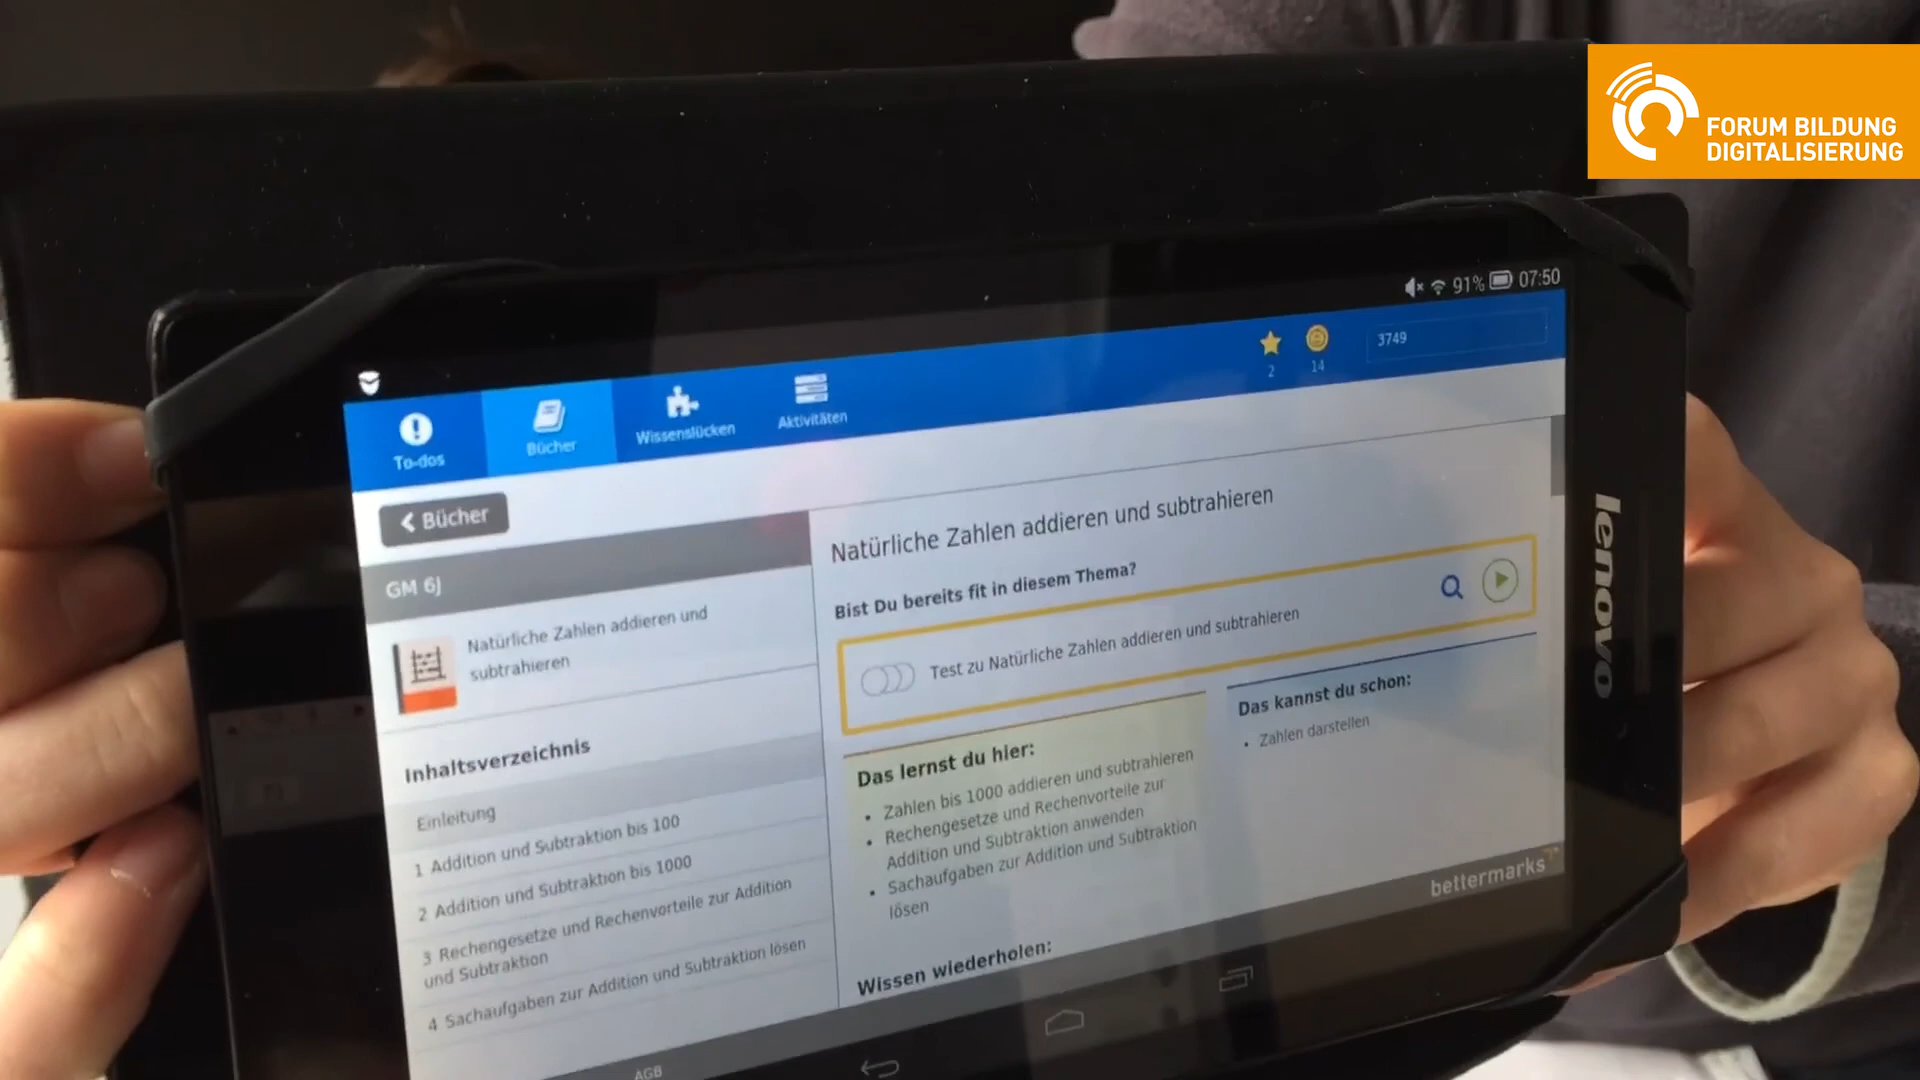 FORUM BILDUNG
DIGITALISIERUNG
91% 07:50
To-dos
Bücher
Wissenslücken
Aktivitäten
2
14
3749
Bücher
GM 6J
Natürliche Zahlen addieren und
subtrahieren
Inhaltsverzeichnis
Einleitung
1 Addition und Subtraktion bis 100
2 Addition und Subtraktion bis 1000
3 Rechengesetze und Rechenvorteile zur Addition
und Subtraktion
4 Sachaufgaben zur Addition und Subtraktion lösen
Natürliche Zahlen addieren und subtrahieren
Bist Du bereits fit in diesem Thema?
Test zu Natürliche Zahlen addieren und subtrahieren
Das lernst du hier:
• Zahlen bis 1000 addieren und subtrahieren
• Rechengesetze und Rechenvorteile zur
Addition und Subtraktion anwenden
• Sachaufgaben zur Addition und Subtraktion
lösen
Das kannst du schon:
• Zahlen darstellen
Wissen wiederholen:
bettermarks
AGB
lenovo